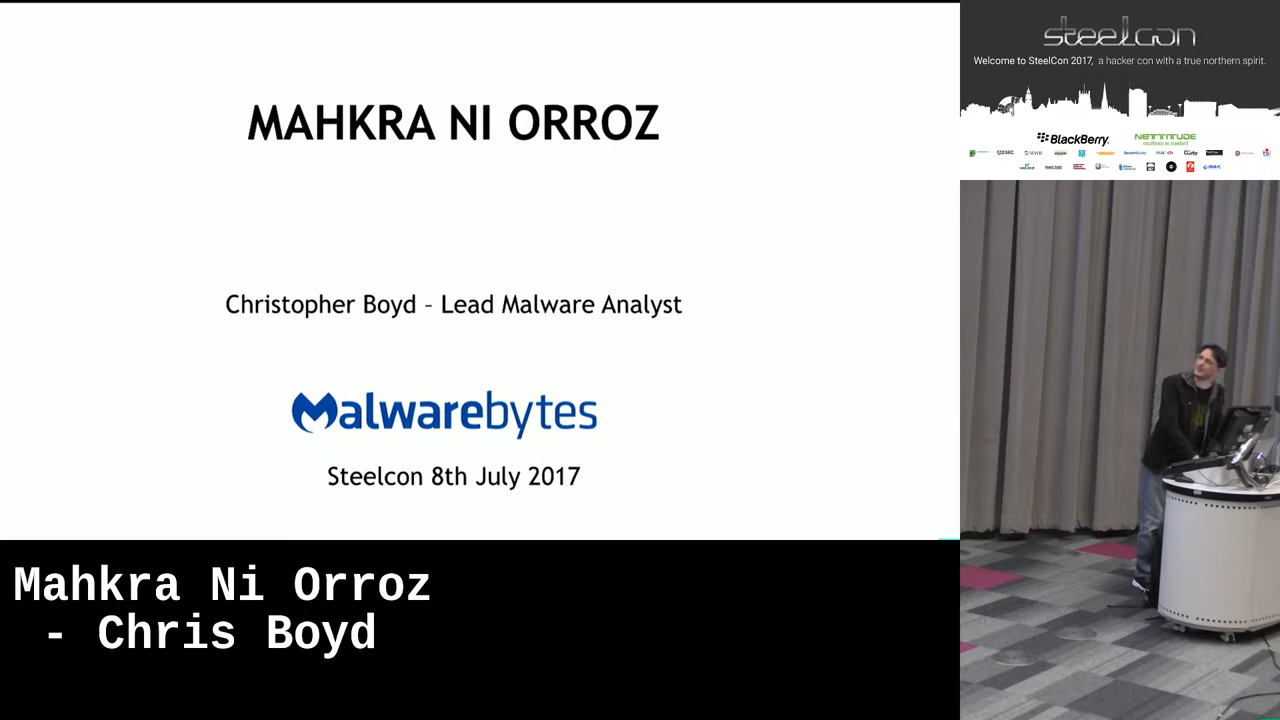 MAHKRA NI ORROZ
Christopher Boyd – Lead Malware Analyst
Malwarebytes
Steelcon 8th July 2017
Mahkra Ni Orroz
- Chris Boyd
steelcon
Welcome to SteelCon 2017, a hacker con with a true northern spirit.
BlackBerry
NETTITUDE